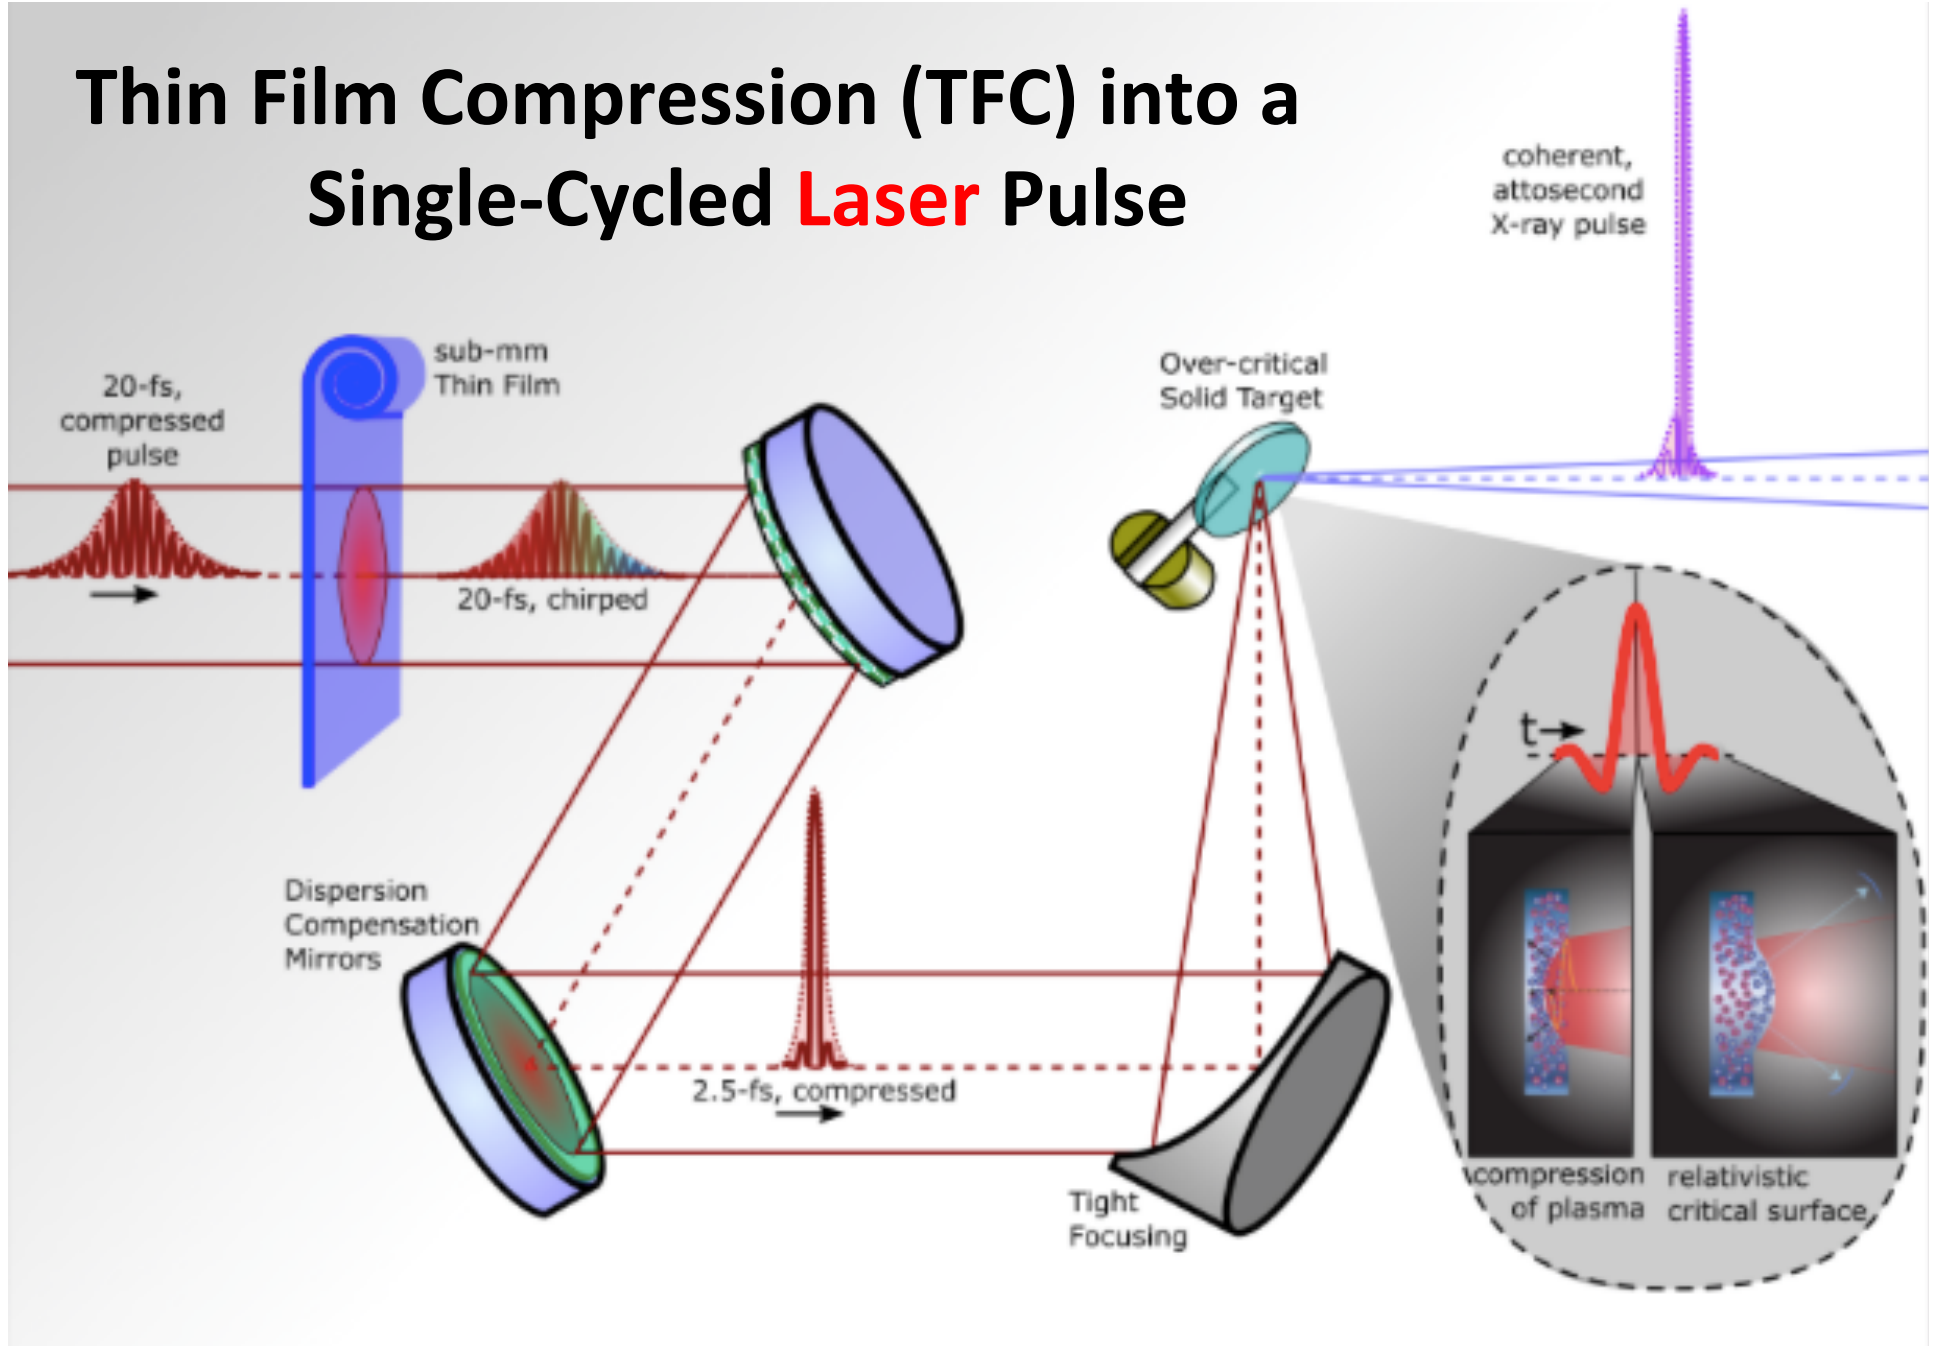 Thin Film Compression (TFC) into a
Single-Cycled Laser Pulse
coherent,
attosecond
X-ray pulse
sub-mm
Thin Film
20-fs,
compressed
pulse
Over-critical
Solid Target
20-fs, chirped
t
Dispersion
Compensation
Mirrors
2.5-fs, compressed
Tight
Focusing
compression
of plasma
relativistic
critical surface